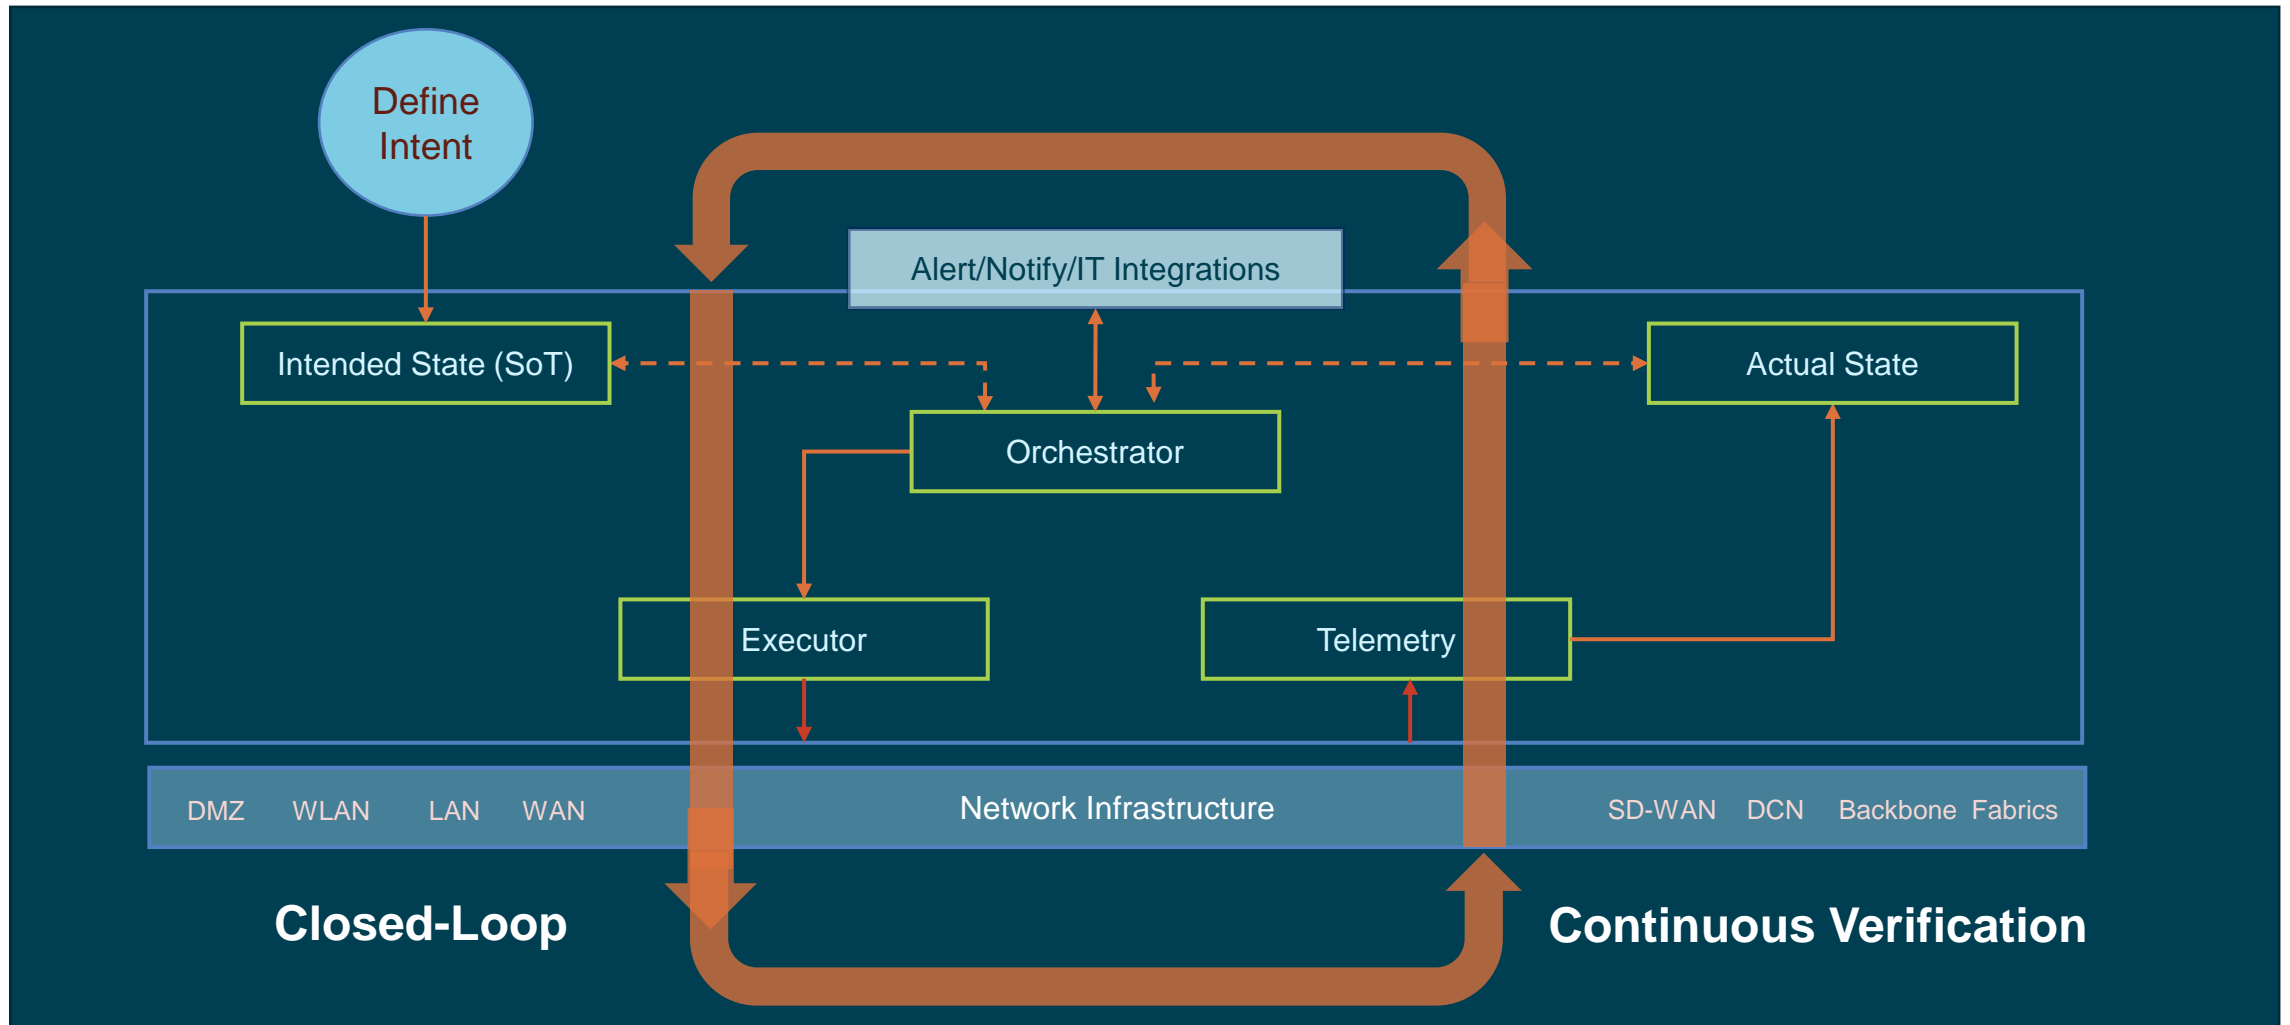 Define
Intent
Alert/Notify/IT Integrations
Intended State (SoT)
Actual State
Orchestrator
Executor
Telemetry
DMZ WLAN LAN WAN Network Infrastructure SD-WAN DCN Backbone Fabrics
Closed-Loop
Continuous Verification